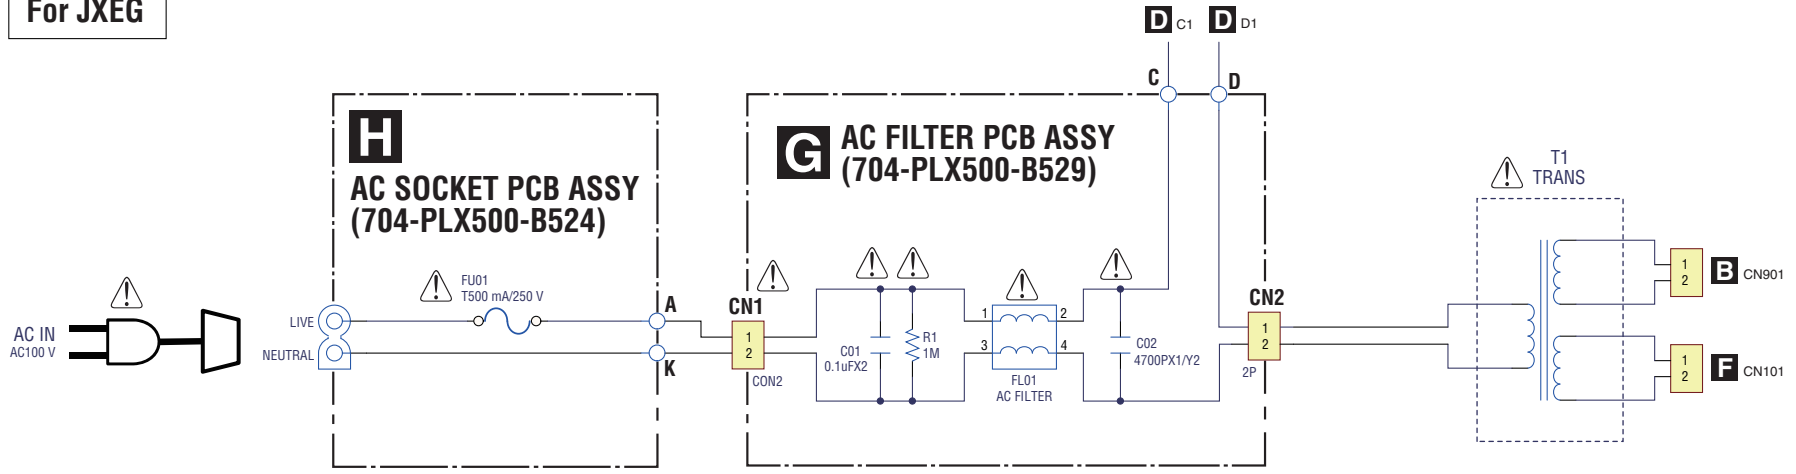 For JXEG
D C1 D D1
C D
H
AC SOCKET PCB ASSY
(704-PLX500-B524)
G
AC FILTER PCB ASSY
(704-PLX500-B529)
T1
TRANS
AC IN
AC100 V
LIVE
NEUTRAL
FU01
T500 mA/250 V
A
K
CN1
1
2
CON2
C01
0.1uFX2
R1
1M
1 2
3 4
FL01
AC FILTER
C02
4700PX1/Y2
CN2
1
2
2P
1
2
B CN901
1
2
F CN101